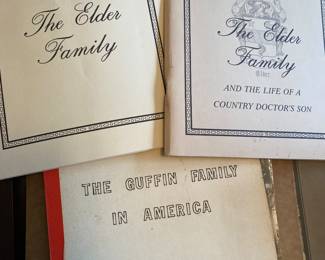 The Elder
Family
The Elder
Family
AND THE LIFE OF A
COUNTRY DOCTOR'S SON
THE GUFFIN FAMILY
IN AMERICA